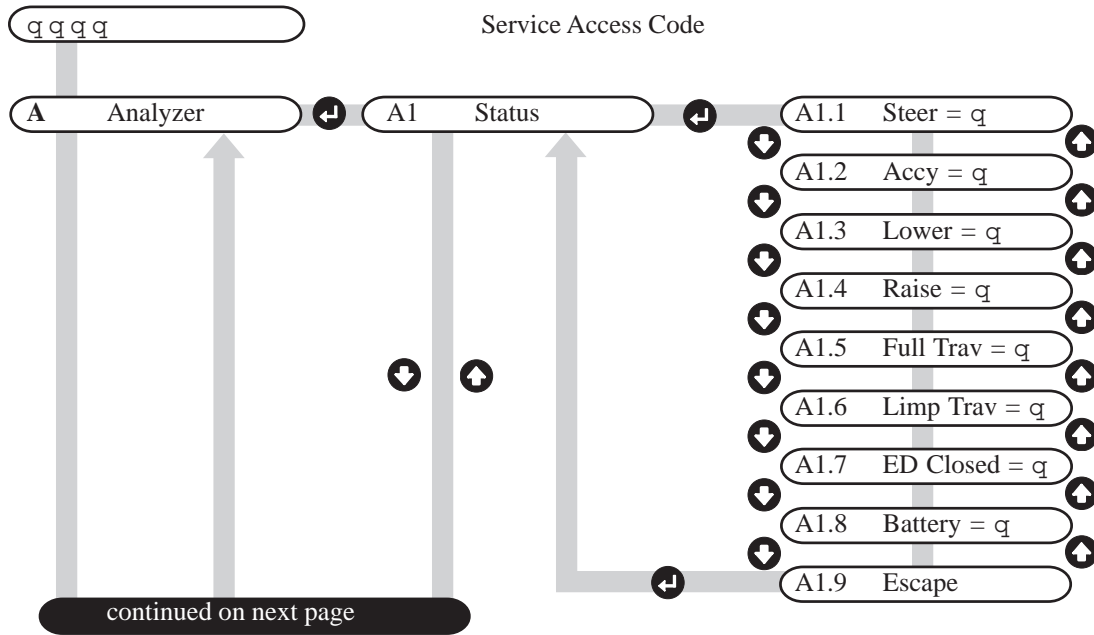 q q q q
Service Access Code
A Analyzer
A1 Status
A1.1 Steer = q
A1.2 Accy = q
A1.3 Lower = q
A1.4 Raise = q
A1.5 Full Trav = q
A1.6 Limp Trav = q
A1.7 ED Closed = q
A1.8 Battery = q
A1.9 Escape
continued on next page